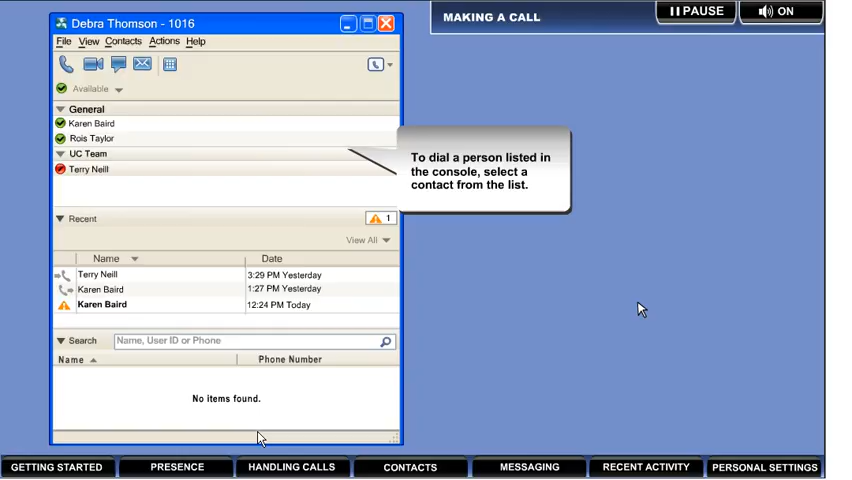 Debra Thomson - 1016
MAKING A CALL
PAUSE
ON
File View Contacts Actions Help
Available
General
Karen Baird
Rois Taylor
UC Team
Terry Neill
To dial a person listed in
the console, select a
contact from the list.
Recent
1
View All
Name Date
Terry Neill 3:29 PM Yesterday
Karen Baird 1:27 PM Yesterday
Karen Baird 12:24 PM Today
Search Name, User ID or Phone
Name Phone Number
No items found.
GETTING STARTED PRESENCE HANDLING CALLS CONTACTS MESSAGING RECENT ACTIVITY PERSONAL SETTINGS